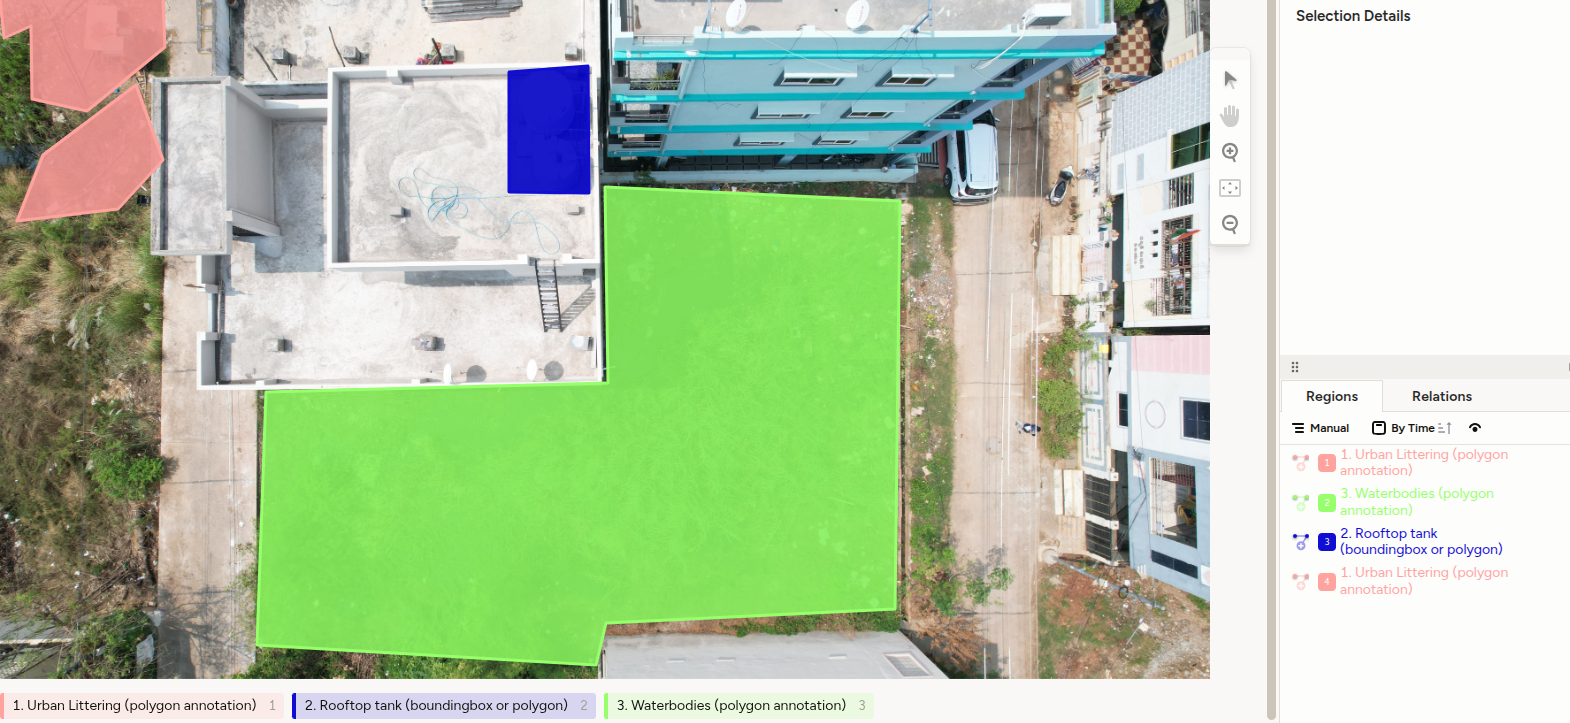 Selection Details
Regions
Relations
Manual
By Time
1
1. Urban Littering (polygon
annotation)
2
3. Waterbodies (polygon
annotation)
3
2. Rooftop tank
(boundingbox or polygon)
4
1. Urban Littering (polygon
annotation)
1. Urban Littering (polygon annotation) 1
2. Rooftop tank (boundingbox or polygon) 2
3. Waterbodies (polygon annotation) 3